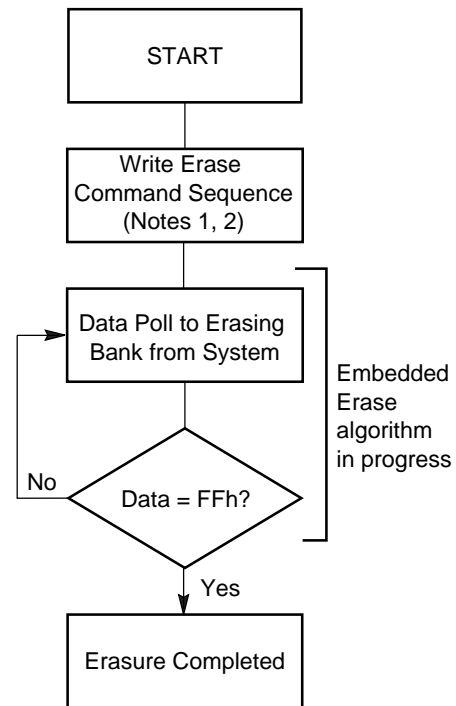 START
Write Erase
Command Sequence
(Notes 1, 2)
Data Poll to Erasing
Bank from System
Embedded
Erase
algorithm
in progress
No
Data = FFh?
Yes
Erasure Completed